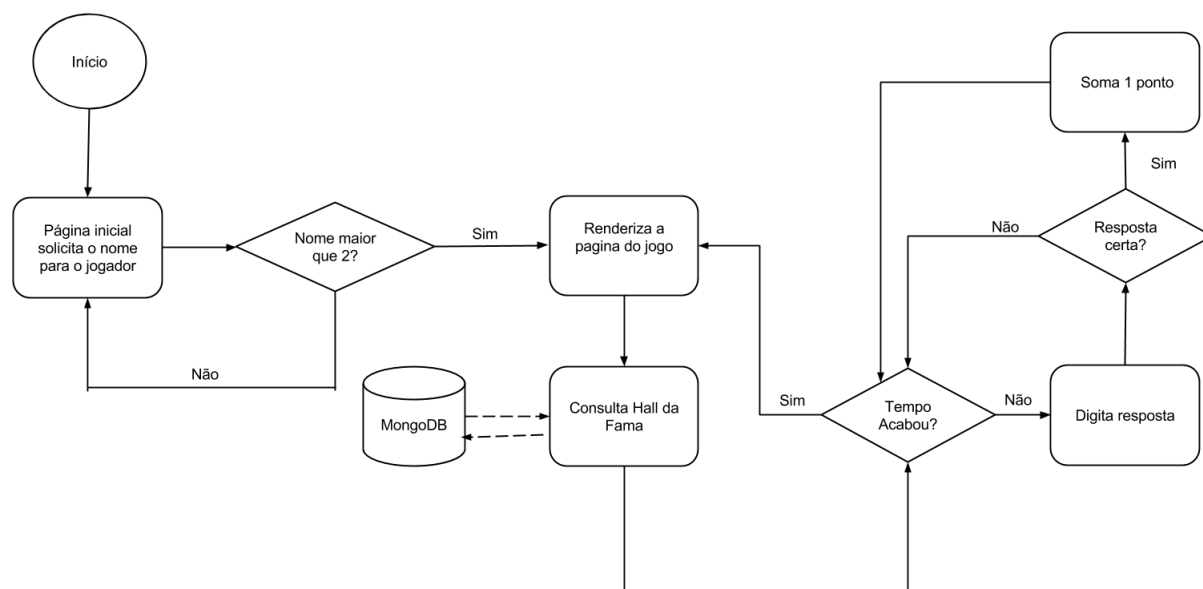 Início
Página inicial
solicita o nome
para o jogador
Nome maior
que 2?
Não
Sim
Renderiza a
pagina do jogo
MongoDB
Consulta Hall da
Fama
Sim
Tempo
Acabou?
Não
Digita resposta
Resposta
certa?
Não
Sim
Soma 1 ponto